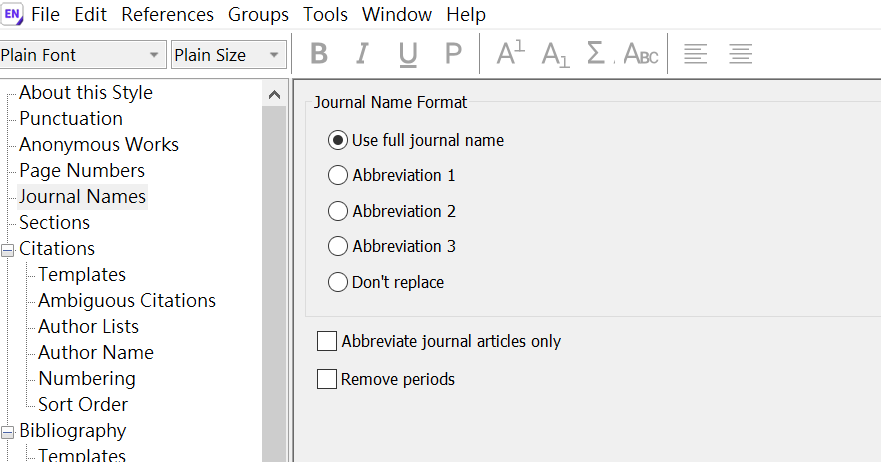 EN File Edit References Groups Tools Window Help
Plain Font Plain Size B I U P A1 A1 Σ ABC
About this Style
Punctuation
Anonymous Works
Page Numbers
Journal Names
Sections
Citations
Templates
Ambiguous Citations
Author Lists
Author Name
Numbering
Sort Order
Bibliography
Templates
Journal Name Format
Use full journal name
Abbreviation 1
Abbreviation 2
Abbreviation 3
Don't replace
Abbreviate journal articles only
Remove periods